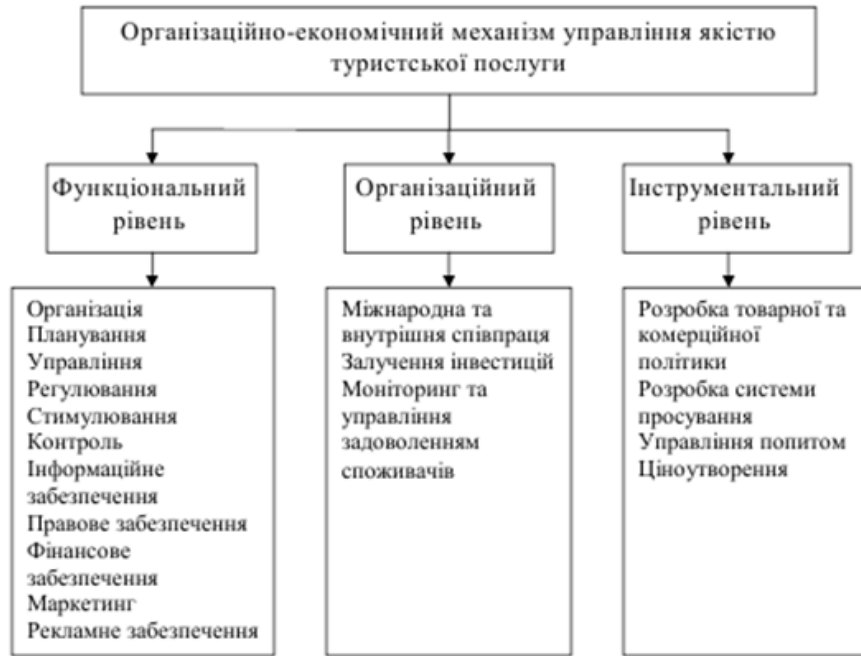 Організаційно-економічний механізм управління якістю
туристської послуги
Функціональний
рівень
Організаційний
рівень
Інструментальний
рівень
Організація
Планування
Управління
Регулювання
Стимулювання
Контроль
Інформаційне
забезпечення
Правове забезпечення
Фінансове
забезпечення
Маркетинг
Рекламне забезпечення
Міжнародна та
внутрішня співпраця
Залучення інвестицій
Моніторинг та
управління
задоволенням
споживачів
Розробка товарної та
комерційної
політики
Розробка системи
просування
Управління попитом
Ціноутворення